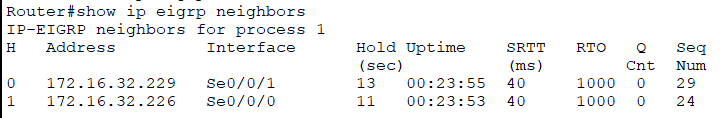 Router#show ip eigrp neighbors
IP-EIGRP neighbors for process 1
H   Address         Interface      Hold Uptime    SRTT   RTO   Q   Seq
                                   (sec)          (ms)        Cnt  Num
0   172.16.32.229   Se0/0/1        13   00:23:55  40     1000  0   29
1   172.16.32.226   Se0/0/0        11   00:23:53  40     1000  0   24